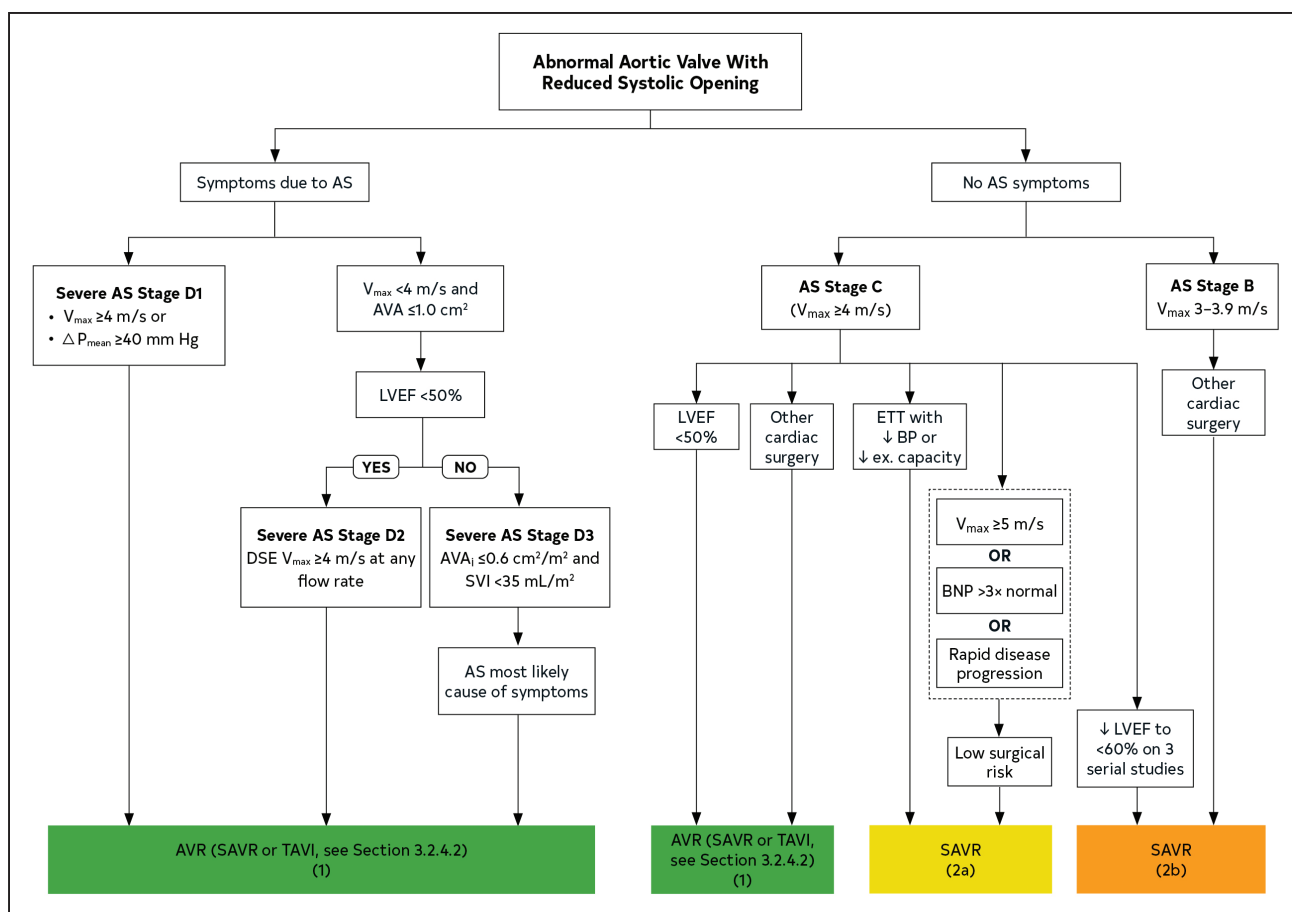 Abnormal Aortic Valve With
Reduced Systolic Opening
Symptoms due to AS
No AS symptoms
Severe AS Stage D1
• Vmax ≥4 m/s or
• △Pmean ≥40 mm Hg
Vmax <4 m/s and
AVA ≤1.0 cm²
AS Stage C
(Vmax ≥4 m/s)
AS Stage B
Vmax 3–3.9 m/s
LVEF <50%
YES
NO
Severe AS Stage D2
DSE Vmax ≥4 m/s at any
flow rate
Severe AS Stage D3
AVAi ≤0.6 cm²/m² and
SVI <35 mL/m²
AS most likely
cause of symptoms
LVEF
<50%
Other
cardiac
surgery
ETT with
↓ BP or
↓ ex. capacity
Vmax ≥5 m/s
OR
BNP >3× normal
OR
Rapid disease
progression
Low surgical
risk
↓ LVEF to
<60% on 3
serial studies
Other
cardiac
surgery
AVR (SAVR or TAVI, see Section 3.2.4.2)
(1)
AVR (SAVR or TAVI,
see Section 3.2.4.2)
(1)
SAVR
(2a)
SAVR
(2b)